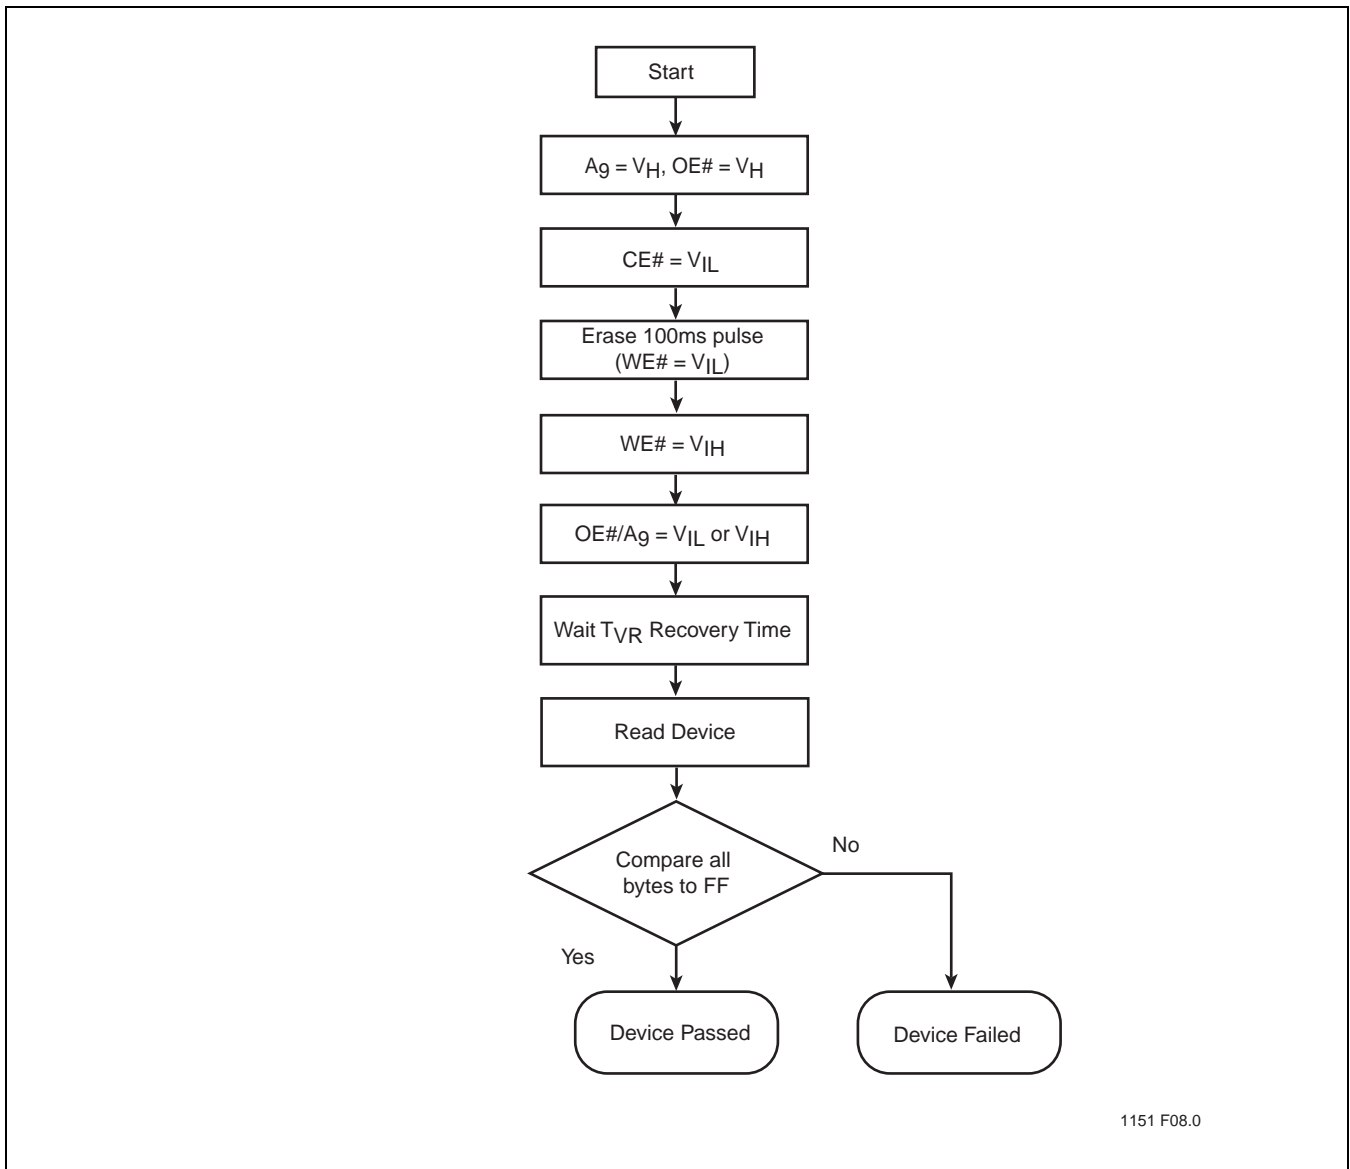 Start
A9 = VH, OE# = VH
CE# = VIL
Erase 100ms pulse
(WE# = VIL)
WE# = VIH
OE#/A9 = VIL or VIH
Wait TVR Recovery Time
Read Device
Compare all
bytes to FF
No
Yes
Device Passed
Device Failed
1151 F08.0